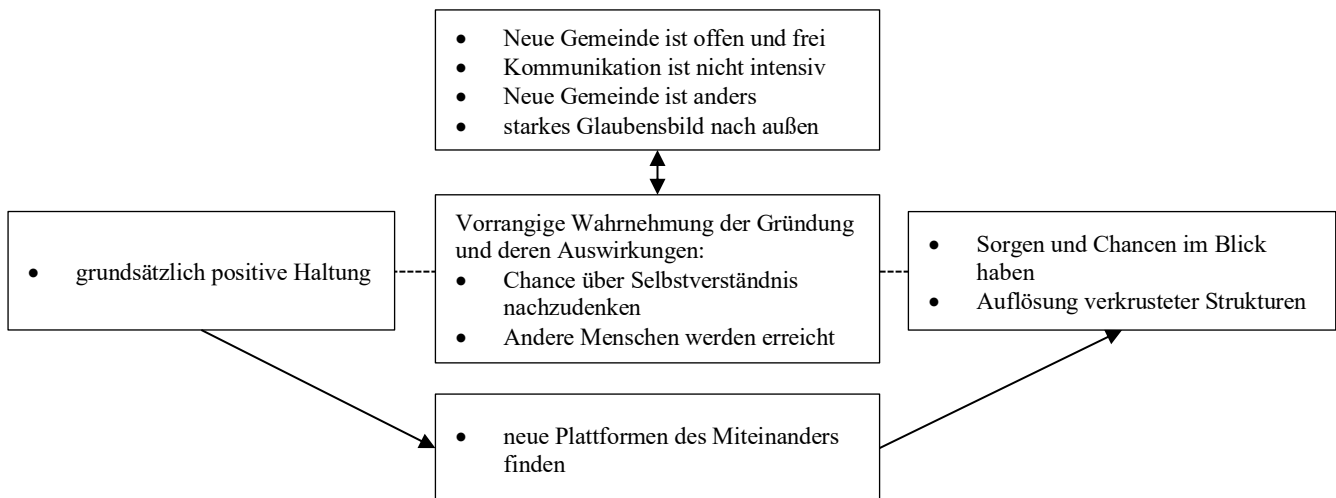 • Neue Gemeinde ist offen und frei
• Kommunikation ist nicht intensiv
• Neue Gemeinde ist anders
• starkes Glaubensbild nach außen
• grundsätzlich positive Haltung
Vorrangige Wahrnehmung der Gründung
und deren Auswirkungen:
• Chance über Selbstverständnis
nachzudenken
• Andere Menschen werden erreicht
• Sorgen und Chancen im Blick
haben
• Auflösung verkrusteter Strukturen
• neue Plattformen des Miteinanders
finden